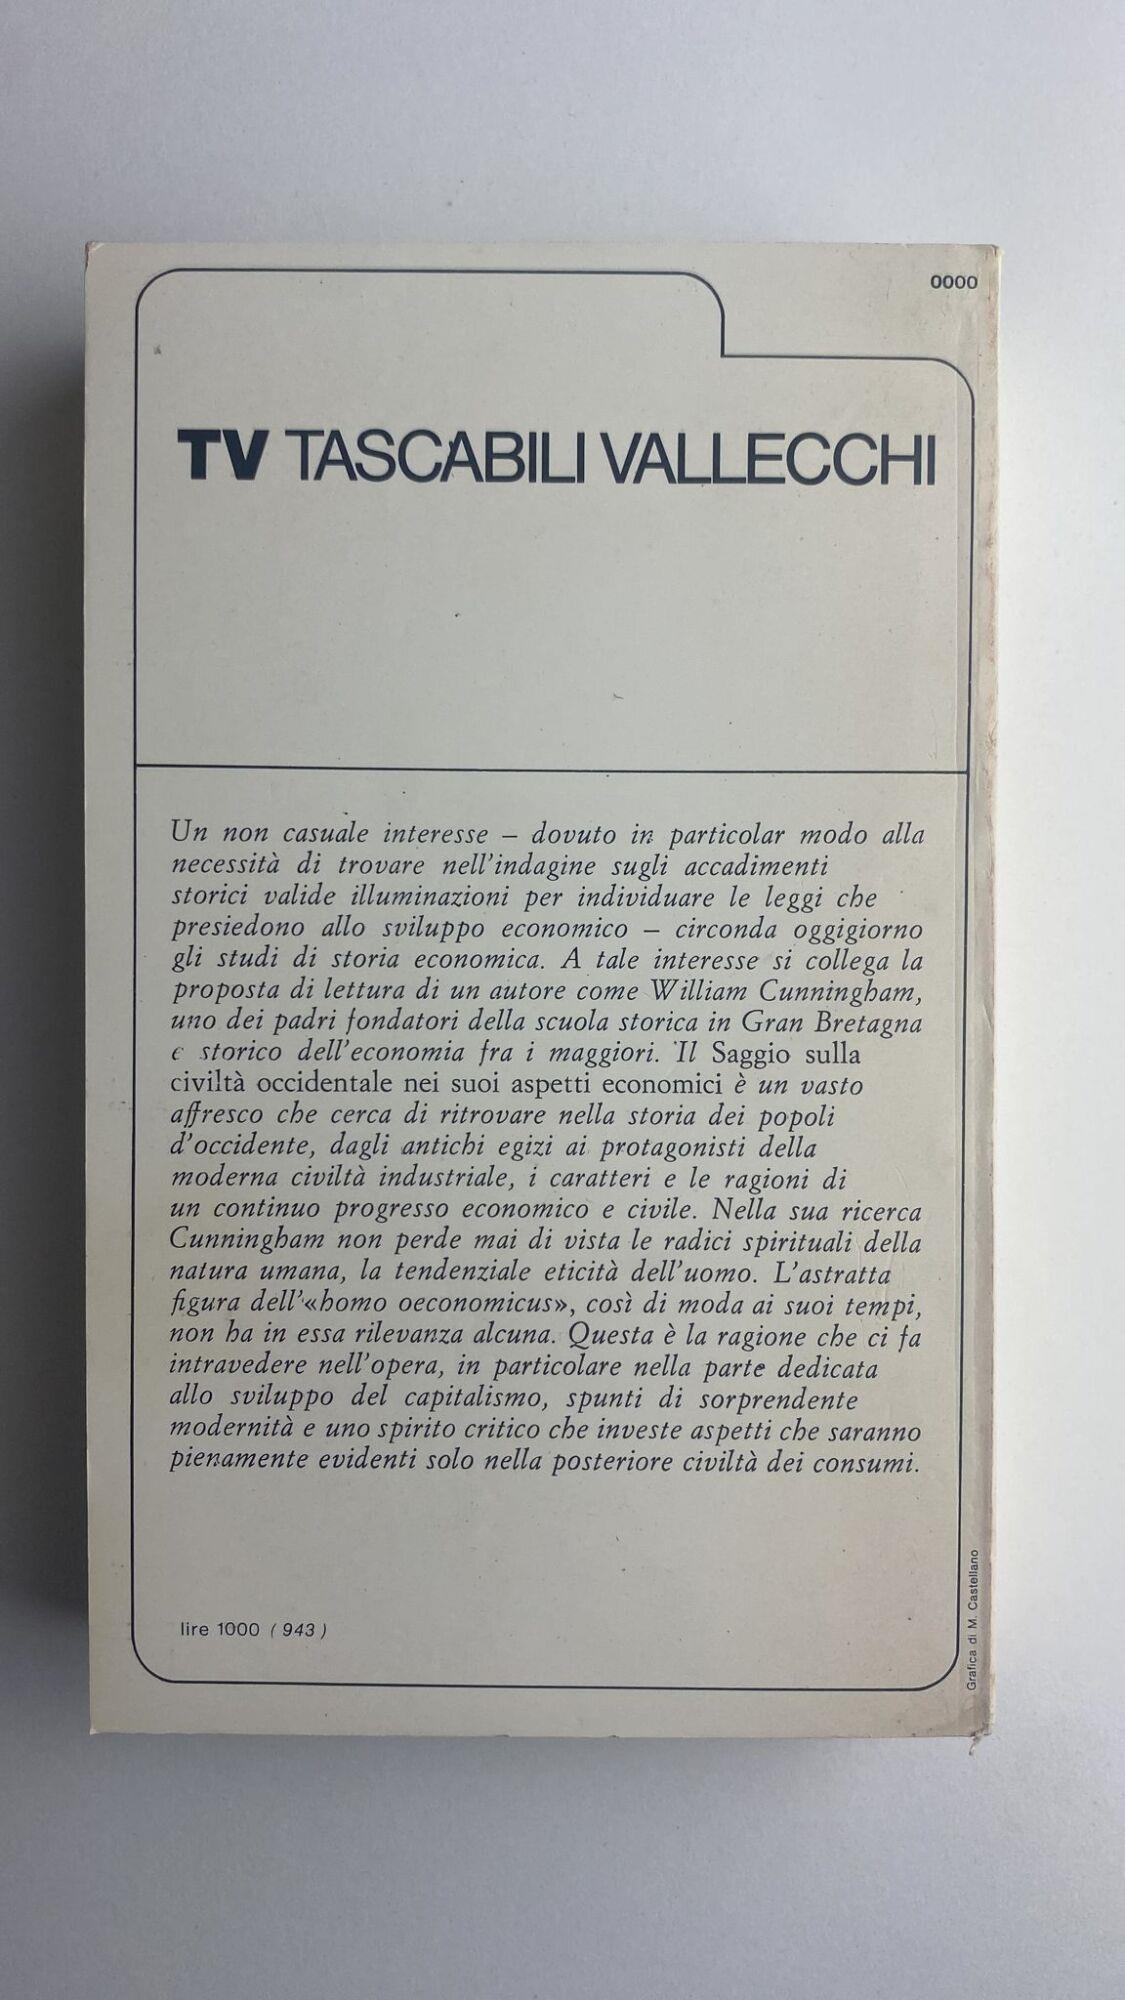 0000
TV TASCABILI VALLECCHI
Un non casuale interesse – dovuto in particolar modo alla
necessità di trovare nell'indagine sugli accadimenti
storici valide illuminazioni per individuare le leggi che
presiedono allo sviluppo economico – circonda oggigiorno
gli studi di storia economica. A tale interesse si collega la
proposta di lettura di un autore come William Cunningham,
uno dei padri fondatori della scuola storica in Gran Bretagna
e storico dell'economia fra i maggiori. Il Saggio sulla
civiltà occidentale nei suoi aspetti economici è un vasto
affresco che cerca di ritrovare nella storia dei popoli
d'occidente, dagli antichi egizi ai protagonisti della
moderna civiltà industriale, i caratteri e le ragioni di
un continuo progresso economico e civile. Nella sua ricerca
Cunningham non perde mai di vista le radici spirituali della
natura umana, la tendenziale eticità dell'uomo. L'astratta
figura dell'«homo oeconomicus», così di moda ai suoi tempi,
non ha in essa rilevanza alcuna. Questa è la ragione che ci fa
intravedere nell'opera, in particolare nella parte dedicata
allo sviluppo del capitalismo, spunti di sorprendente
modernità e uno spirito critico che investe aspetti che saranno
pienamente evidenti solo nella posteriore civiltà dei consumi.
lire 1000 (943)
Grafica di M. Castellano